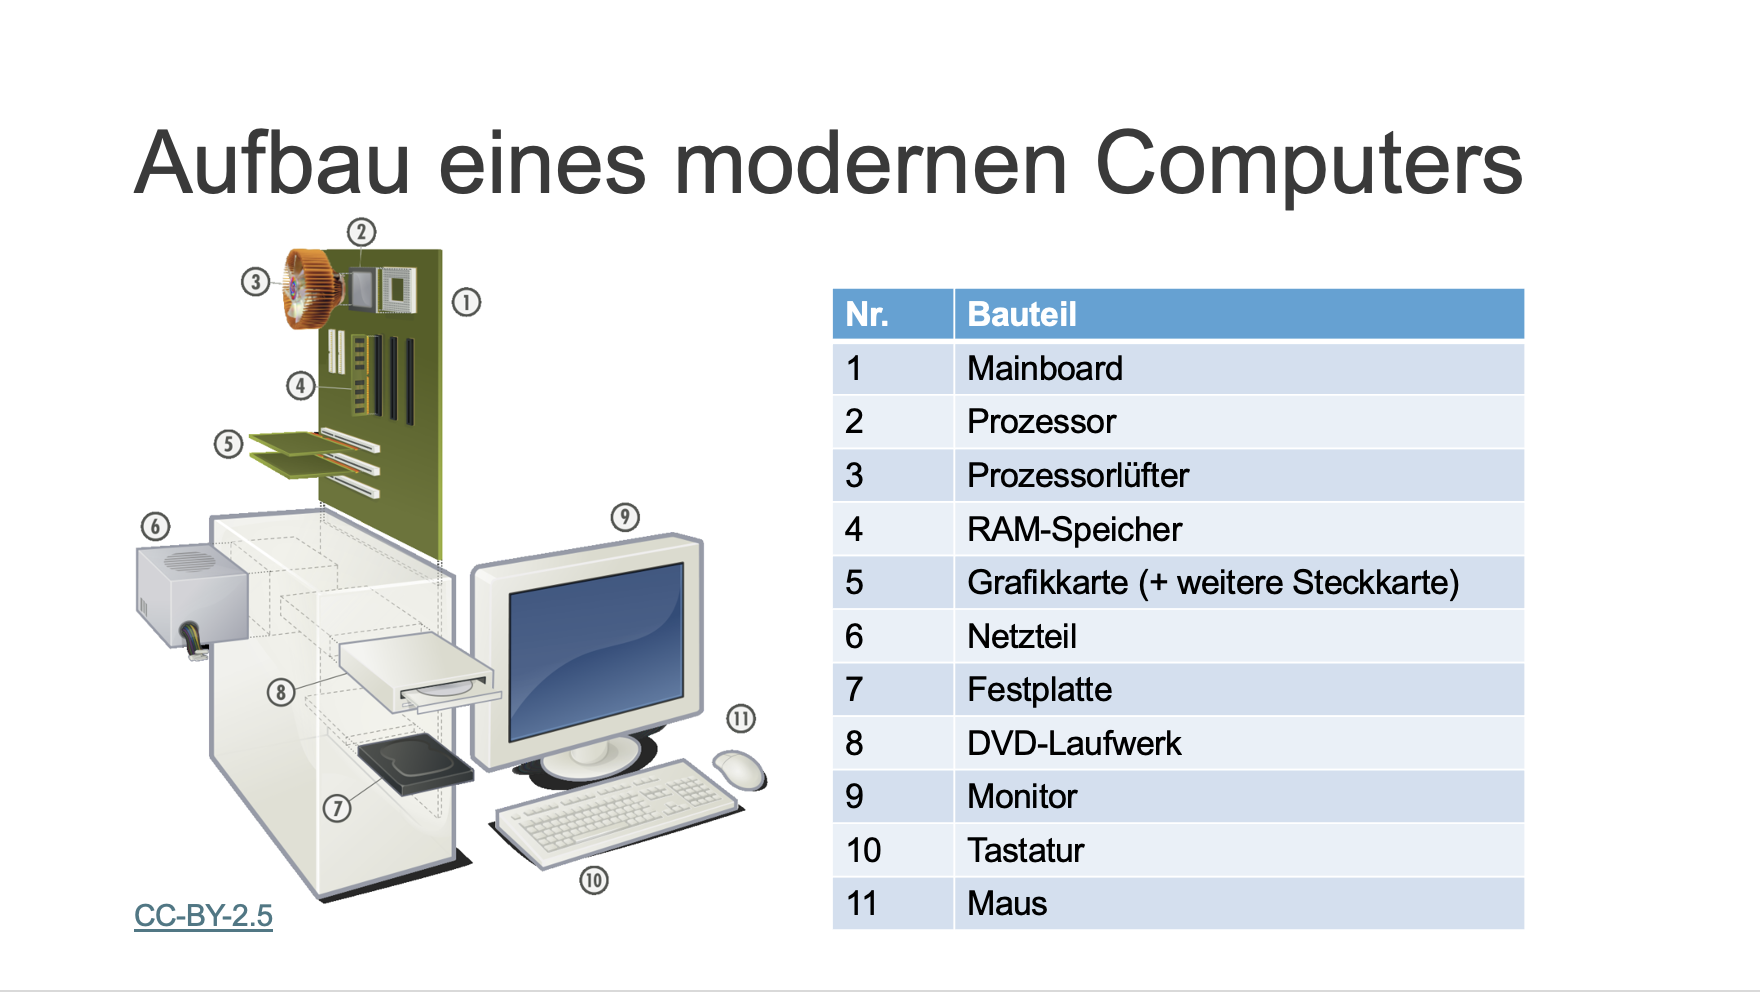 Aufbau eines modernen Computers
2
3
1
4
5
6
9
8
11
7
10
CC-BY-2.5
Nr. Bauteil
1 Mainboard
2 Prozessor
3 Prozessorlüfter
4 RAM-Speicher
5 Grafikkarte (+ weitere Steckkarte)
6 Netzteil
7 Festplatte
8 DVD-Laufwerk
9 Monitor
10 Tastatur
11 Maus